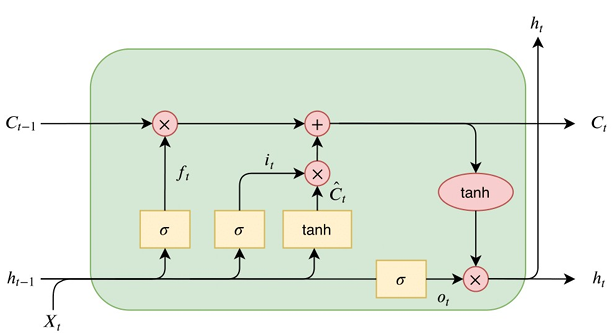 h_t
C_{t-1} × + C_t
f_t i_t × Ĉ_t tanh
σ σ tanh
h_{t-1} σ o_t × h_t
X_t